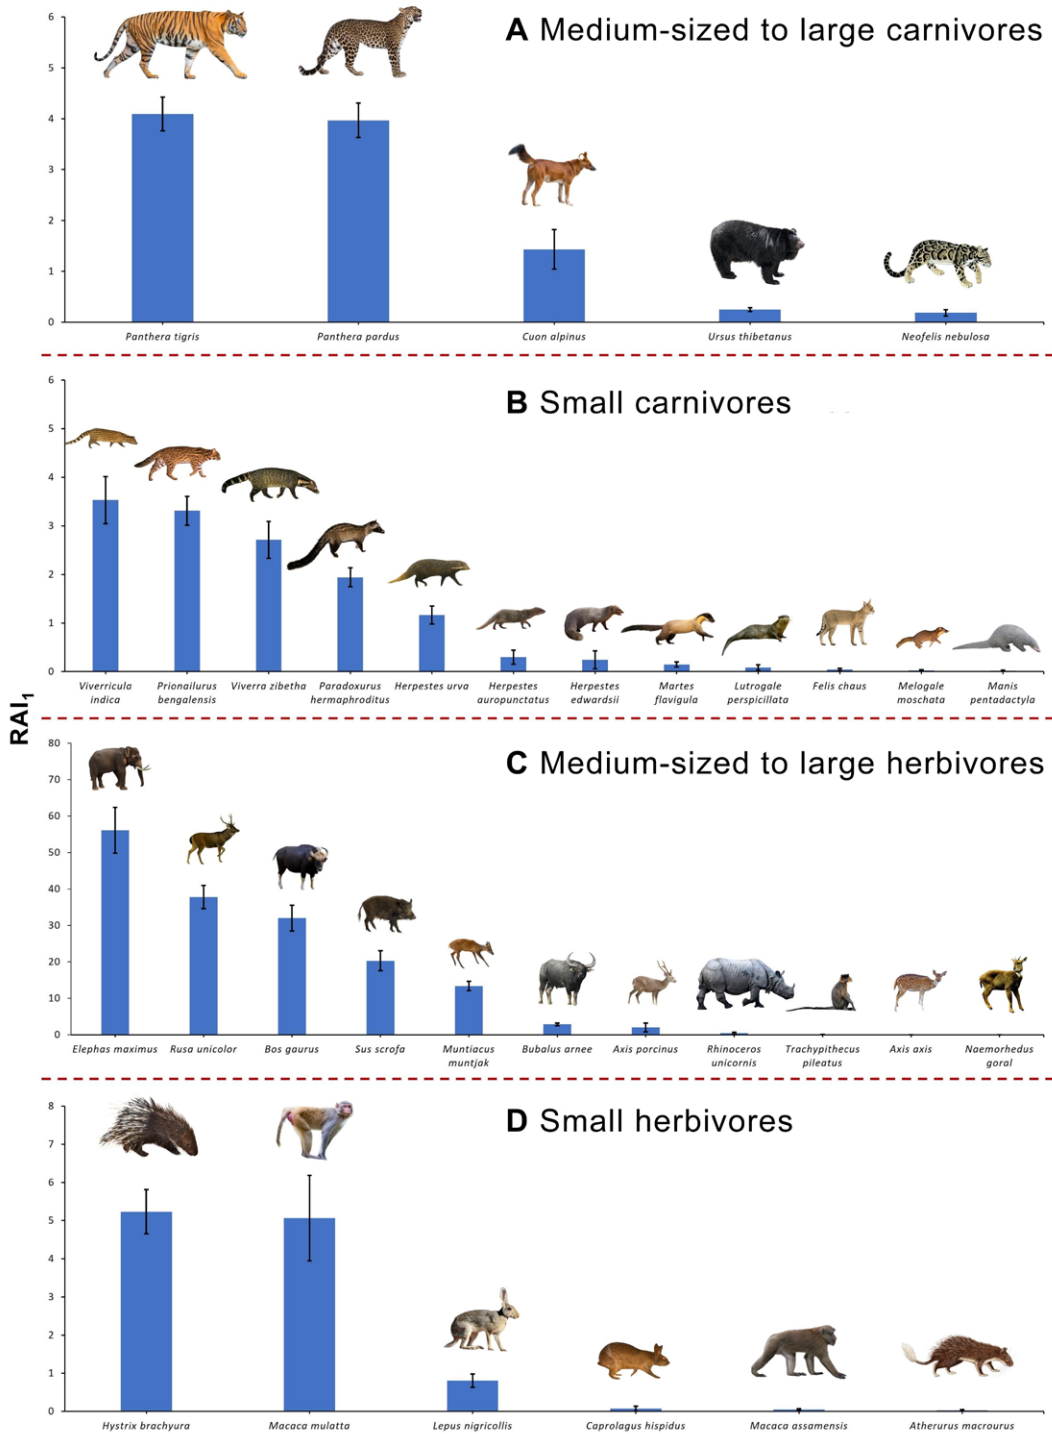 RAI1
A Medium-sized to large carnivores
6
5
4
3
2
1
0
Panthera tigris
Panthera pardus
Cuon alpinus
Ursus thibetanus
Neofelis nebulosa
B Small carnivores
6
5
4
3
2
1
0
Viverricula
indica
Prionailurus
bengalensis
Viverra zibetha
Paradoxurus
hermaphroditus
Herpestes urva
Herpestes
auropunctatus
Herpestes
edwardsii
Martes
flavigula
Lutrogale
perspicillata
Felis chaus
Melogale
moschata
Manis
pentadactyla
C Medium-sized to large herbivores
80
70
60
50
40
30
20
10
0
Elephas maximus
Rusa unicolor
Bos gaurus
Sus scrofa
Muntiacus
muntjak
Bubalus arnee
Axis porcinus
Rhinoceros
unicornis
Trachypithecus
pileatus
Axis axis
Naemorhedus
goral
D Small herbivores
8
7
6
5
4
3
2
1
0
Hystrix brachyura
Macaca mulatta
Lepus nigricollis
Caprolagus hispidus
Macaca assamensis
Atherurus macrourus